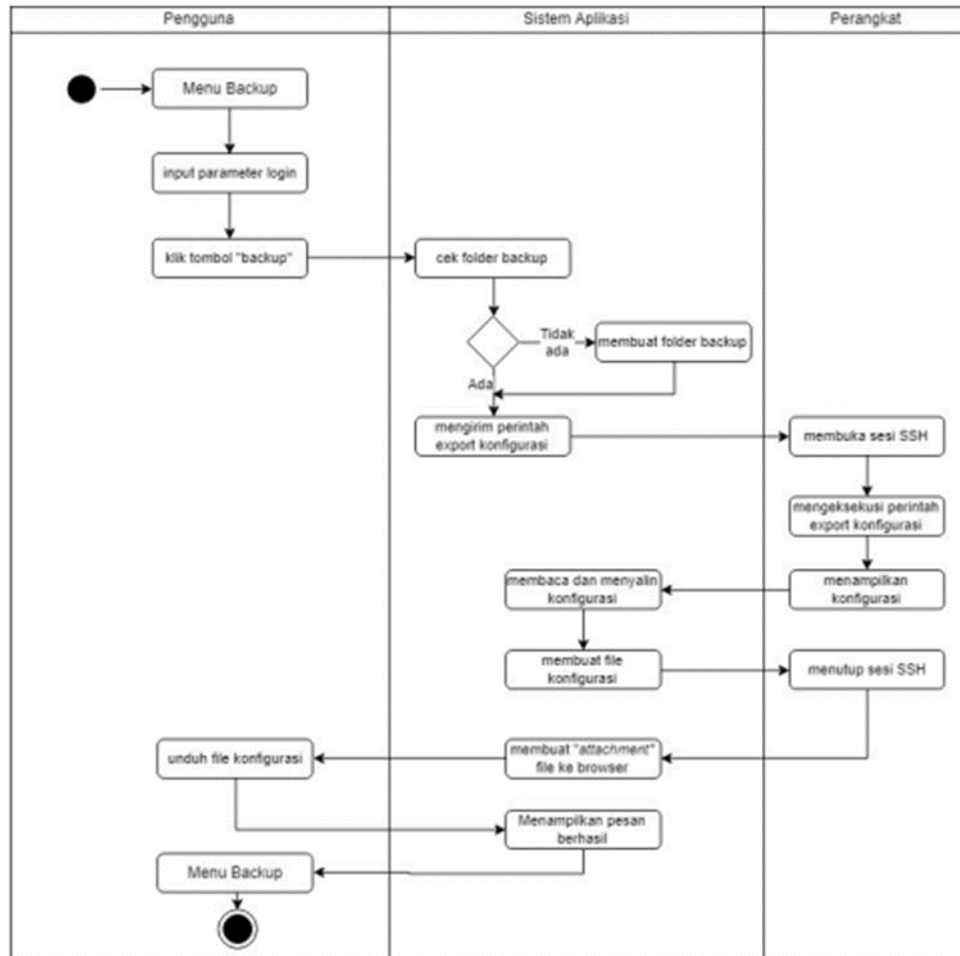 Pengguna
Sistem Aplikasi
Perangkat
Menu Backup
input parameter login
klik tombol "backup"
cek folder backup
Tidak
ada
membuat folder backup
Ada
mengirim perintah
export konfigurasi
membuka sesi SSH
mengeksekusi perintah
export konfigurasi
membaca dan menyalin
konfigurasi
menampilkan
konfigurasi
membuat file
konfigurasi
menutup sesi SSH
unduh file konfigurasi
membuat "attachment"
file ke browser
Menampilkan pesan
berhasil
Menu Backup